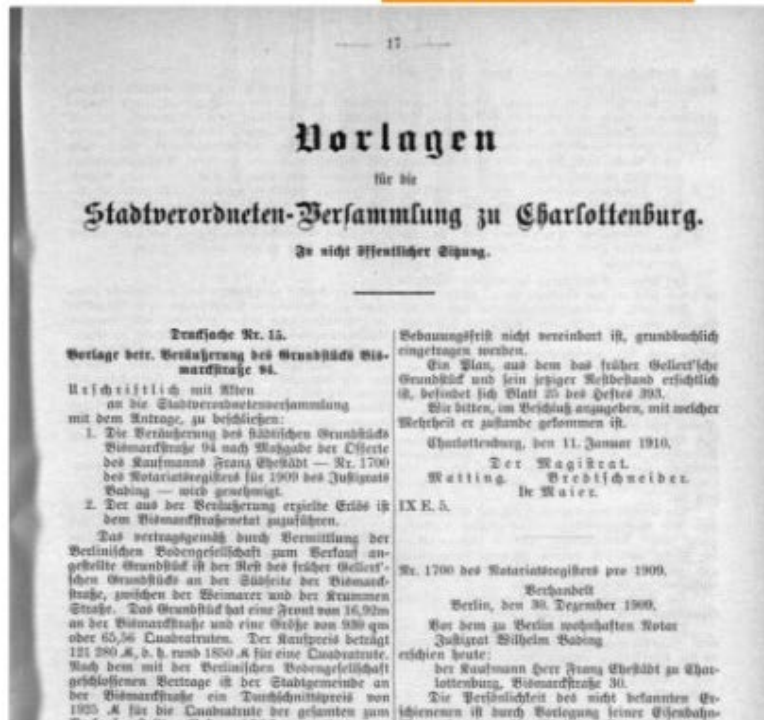 17
Vorlagen
für die
Stadtverordneten-Versammlung zu Charlottenburg.
In nicht öffentlicher Sitzung.
Drucksache Nr. 15.
Vorlage betr. Veräußerung des Grundstücks Bis-
marckstraße 94.
Urschriftlich mit Akten
an die Stadtverordnetenversammlung
mit dem Antrage, zu beschließen:
1. Die Veräußerung des städtischen Grundstücks
Bismarckstraße 94 nach Maßgabe der Offerte
des Kaufmanns Franz Ehestädt — Nr. 1700
des Notariatsregisters für 1909 des Justizrats
Bading — wird genehmigt.
2. Der aus der Veräußerung erzielte Erlös ist
dem Bismarckstraßenetat zuzuführen.
Das vertragsgemäß durch Vermittlung der
Berlinischen Bodengesellschaft zum Verkauf an-
gestellte Grundstück ist der Rest des früher Gellert'-
schen Grundstücks an der Südseite der Bismarck-
straße, zwischen der Weimarer und der Krummen
Straße. Das Grundstück hat eine Front von 16,92m
an der Bismarckstraße und eine Größe von 930 qm
oder 65,56 Quadratruten. Der Kaufpreis beträgt
121 280 ℳ, d. h. rund 1850 ℳ für eine Quadratrute.
Nach dem mit der Berlinischen Bodengesellschaft
geschlossenen Vertrage ist der Stadtgemeinde an
der Bismarckstraße ein Durchschnittspreis von
1925 ℳ für die Quadratrute der gesamten zum
Bebauungsfrist nicht vereinbart ist, grundbuchlich
eingetragen werden.
Ein Plan, aus dem das früher Gellert'sche
Grundstück und sein jetziger Restbestand ersichtlich
ist, befindet sich Blatt 25 des Heftes 393.
Wir bitten, im Beschluß anzugeben, mit welcher
Mehrheit er zustande gekommen ist.
Charlottenburg, den 11. Januar 1910.
Der Magistrat.
Matting. Bredtschneider.
Dr Maier.
IX E. 5.
Nr. 1700 des Notariatsregisters pro 1909.
Verhandelt
Berlin, den 30. Dezember 1909.
Vor dem zu Berlin wohnhaften Notar
Justizrat Wilhelm Bading
erschien heute:
der Kaufmann Herr Franz Ehestädt zu Char-
lottenburg, Bismarckstraße 30.
Die Persönlichkeit des nicht bekannten Er-
schienenen ist durch Vorlegung seiner Eisenbahn-